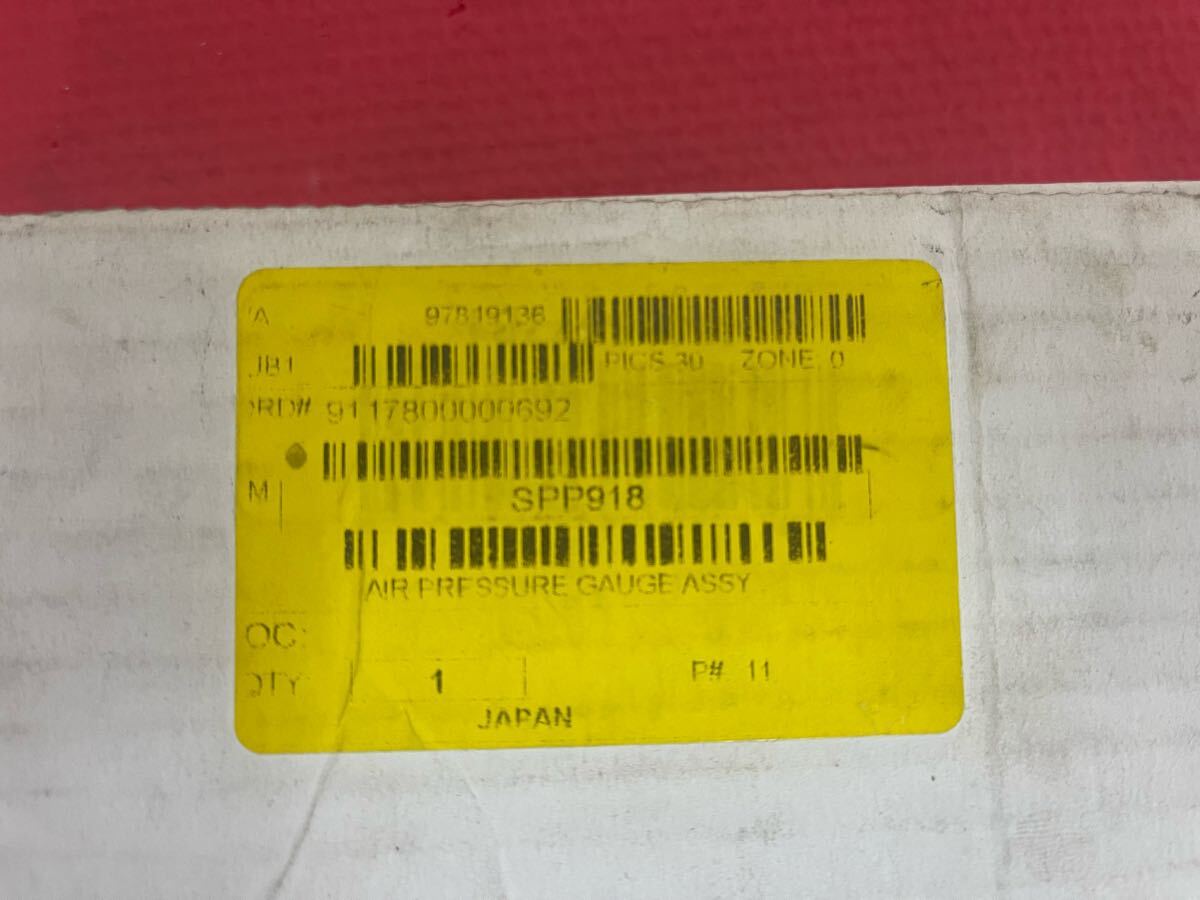 A 97819136
JB1 PICS 30 ZONE 0
ORD# 9117800000692
M SPP918
AIR PRESSURE GAUGE ASSY
OC:
QTY 1 P# 11
JAPAN